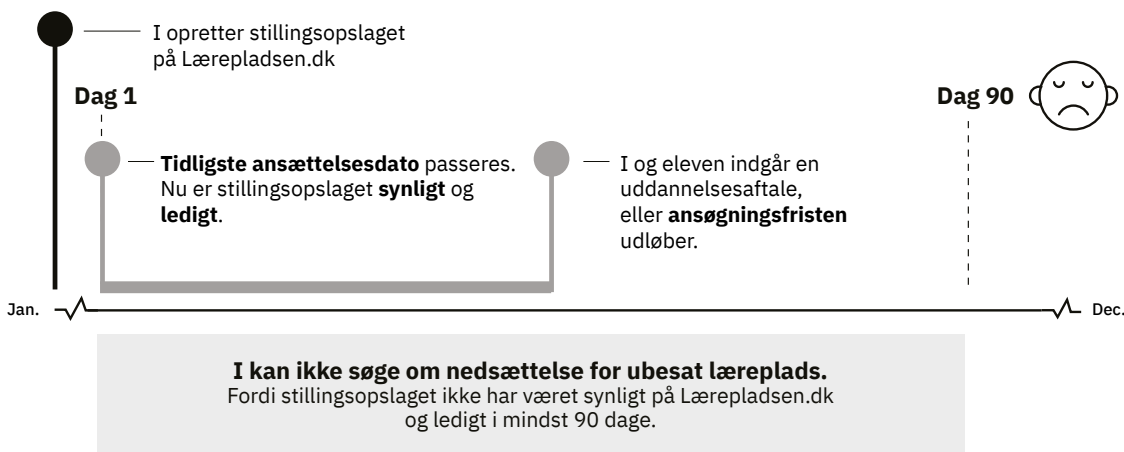 I opretter stillingsopslaget
på Lærepladsen.dk
Dag 1
Dag 90
Tidligste ansættelsesdato passeres.
Nu er stillingsopslaget synligt og
ledigt.
I og eleven indgår en
uddannelsesaftale,
eller ansøgningsfristen
udløber.
Jan.
Dec.
I kan ikke søge om nedsættelse for ubesat læreplads.
Fordi stillingsopslaget ikke har været synligt på Lærepladsen.dk
og ledigt i mindst 90 dage.